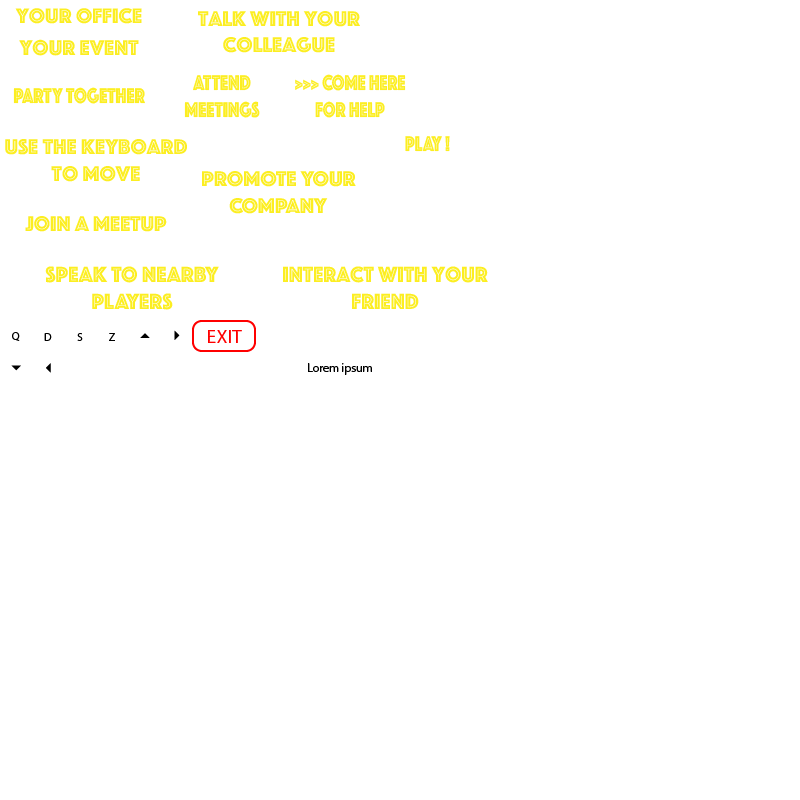 YOUR OFFICE
TALK WITH YOUR
COLLEAGUE
YOUR EVENT
ATTEND
MEETINGS
>>> COME HERE
FOR HELP
PARTY TOGETHER
USE THE KEYBOARD
TO MOVE
PLAY !
PROMOTE YOUR
COMPANY
JOIN A MEETUP
SPEAK TO NEARBY
PLAYERS
INTERACT WITH YOUR
FRIEND
Q D S Z
EXIT
Lorem ipsum